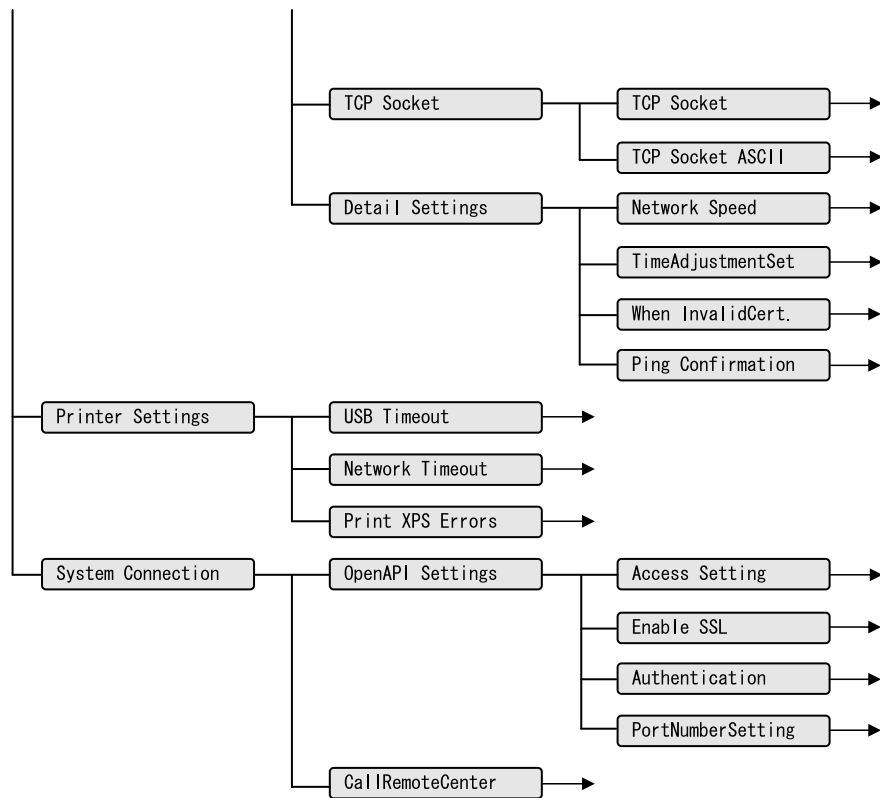 TCP Socket
TCP Socket
TCP Socket ASCII
Detail Settings
Network Speed
TimeAdjustmentSet
When InvalidCert.
Ping Confirmation
Printer Settings
USB Timeout
Network Timeout
Print XPS Errors
System Connection
OpenAPI Settings
Access Setting
Enable SSL
Authentication
PortNumberSetting
CallRemoteCenter